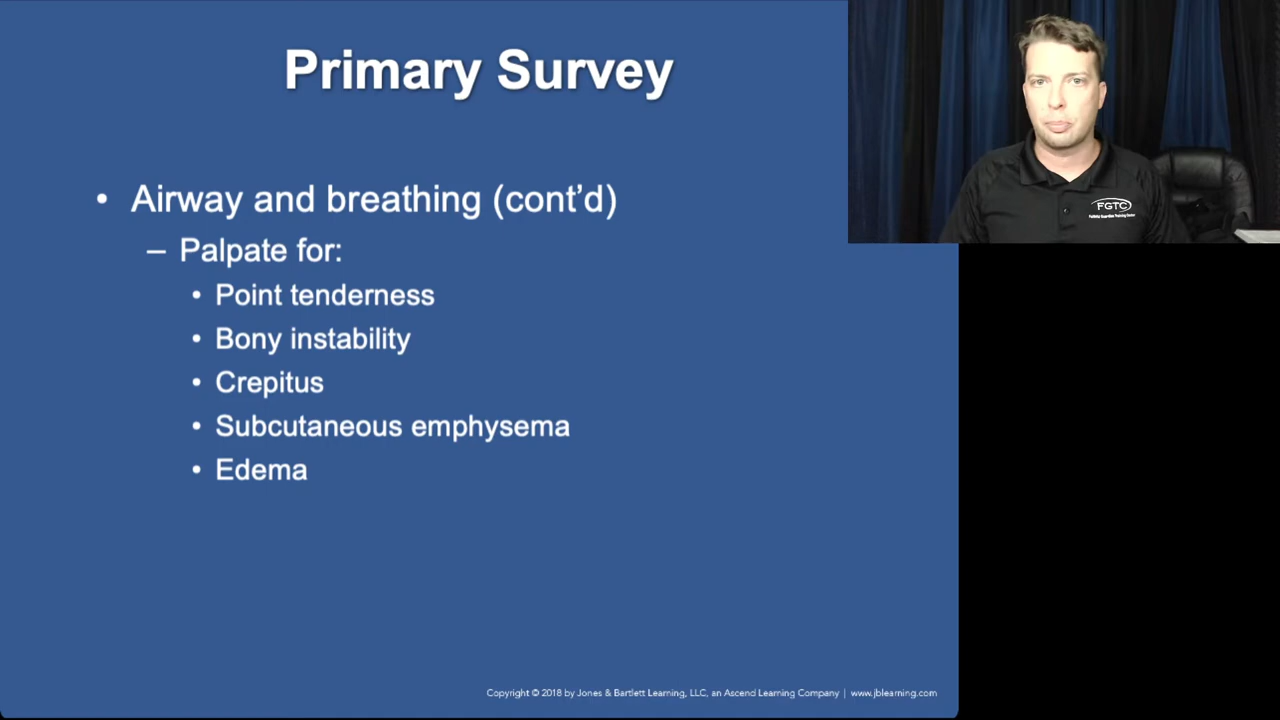 Primary Survey
• Airway and breathing (cont’d)
– Palpate for:
• Point tenderness
• Bony instability
• Crepitus
• Subcutaneous emphysema
• Edema
FGTC
Copyright © 2018 by Jones & Bartlett Learning, LLC, an Ascend Learning Company | www.jblearning.com